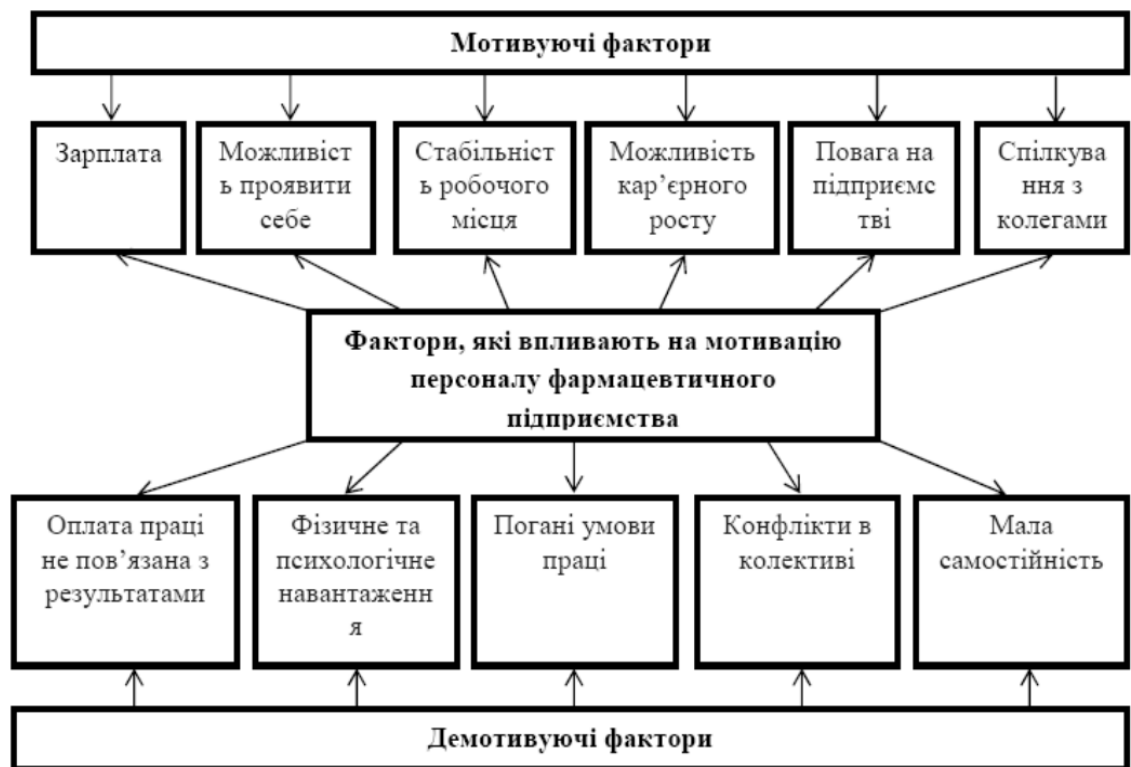 Мотивуючі фактори
Зарплата
Можливіст
ь проявити
себе
Стабільніст
ь робочого
місця
Можливість
кар’єрного
росту
Повага на
підприємс
тві
Спілкува
ння з
колегами
Фактори, які впливають на мотивацію
персоналу фармацевтичного
підприємства
Оплата праці
не пов’язана з
результатами
Фізичне та
психологічне
навантаженн
я
Погані умови
праці
Конфлікти в
колективі
Мала
самостійність
Демотивуючі фактори